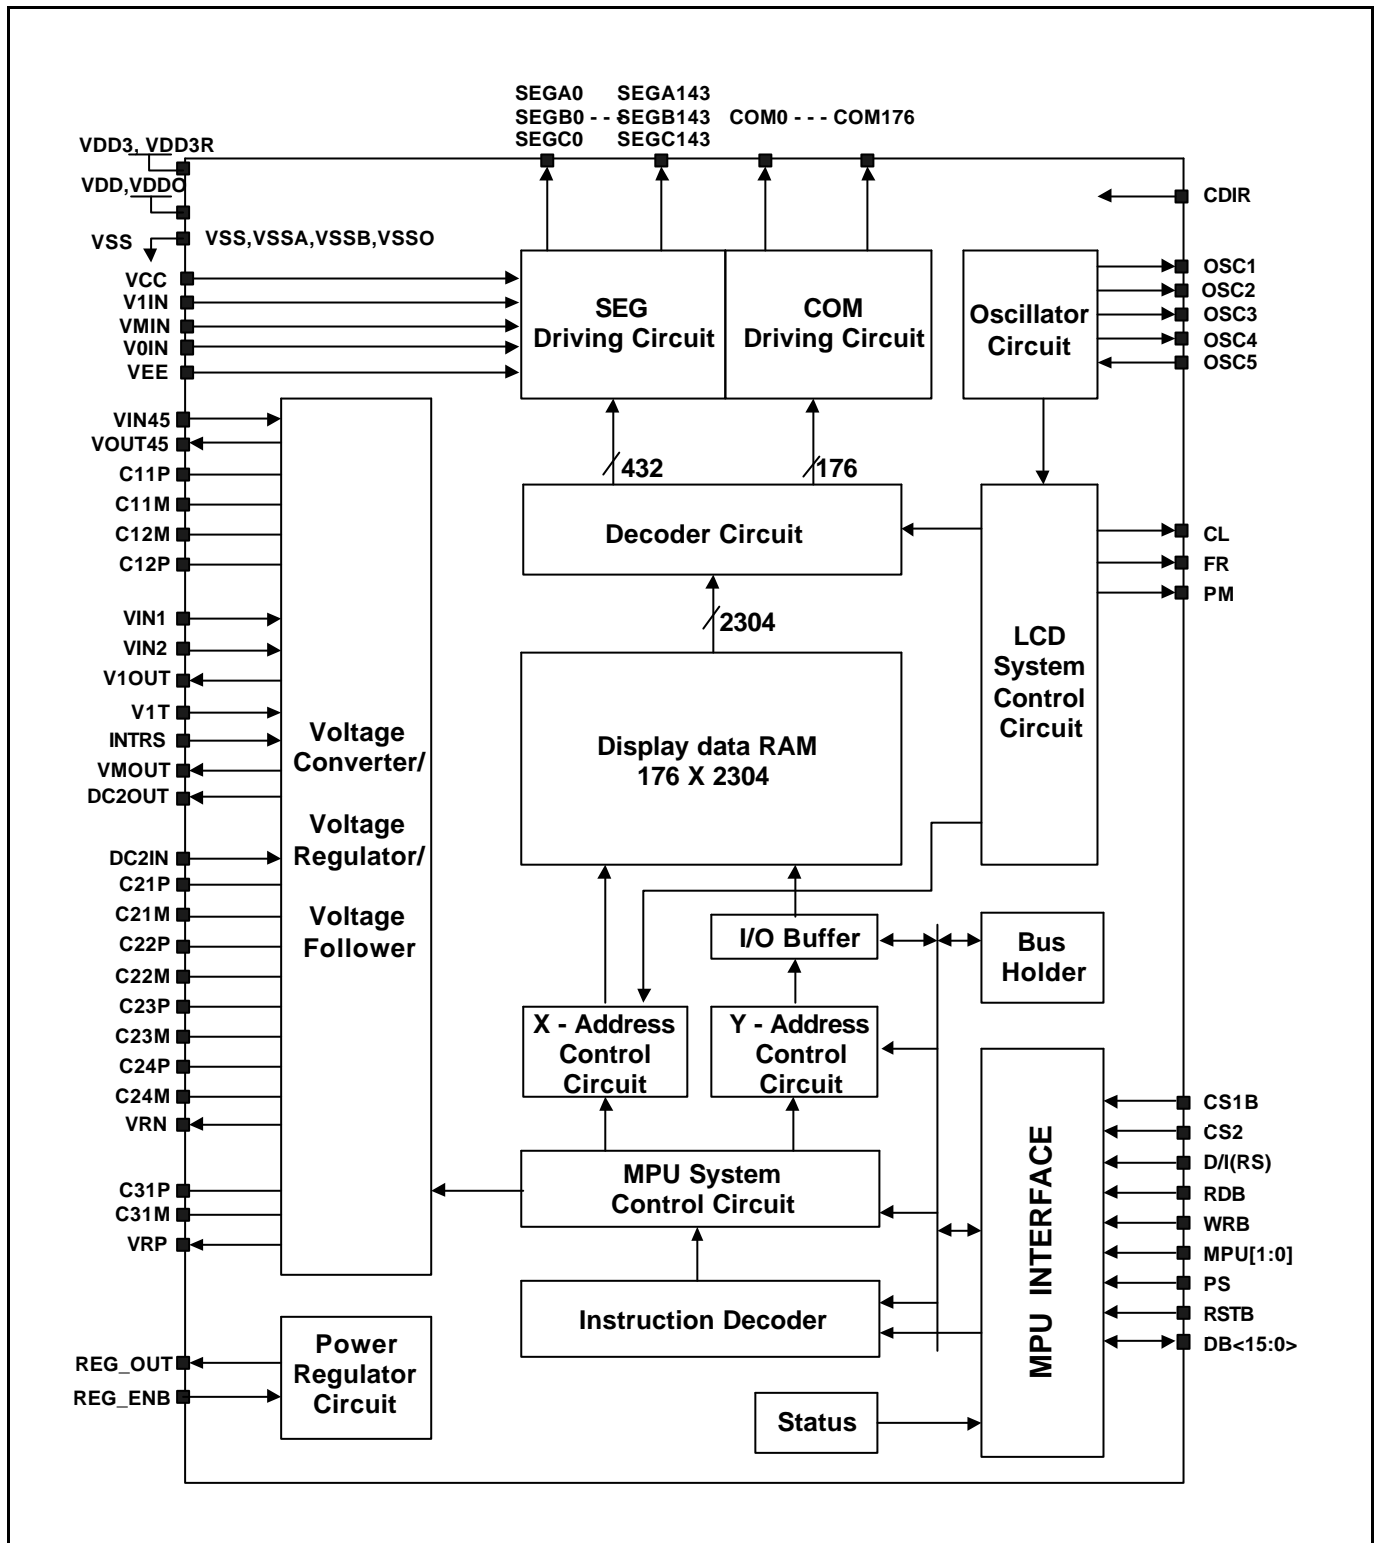 SEGA0 SEGA143
SEGB0 - - - SEGB143 COM0 - - - COM176
SEGC0 SEGC143
VDD3, VDD3R
VDD,VDDO
VSS
VSS,VSSA,VSSB,VSSO
VCC
V1IN
VMIN
V0IN
VEE
VIN45
VOUT45
C11P
C11M
C12M
C12P
VIN1
VIN2
V1OUT
V1T
INTRS
VMOUT
DC2OUT
DC2IN
C21P
C21M
C22P
C22M
C23P
C23M
C24P
C24M
VRN
C31P
C31M
VRP
REG_OUT
REG_ENB
Voltage
Converter/
Voltage
Regulator/
Voltage
Follower
Power
Regulator
Circuit
SEG
Driving Circuit
COM
Driving Circuit
432
176
Decoder Circuit
2304
Display data RAM
176 X 2304
I/O Buffer
X - Address
Control
Circuit
Y - Address
Control
Circuit
MPU System
Control Circuit
Instruction Decoder
Status
Oscillator
Circuit
LCD
System
Control
Circuit
Bus
Holder
MPU INTERFACE
CDIR
OSC1
OSC2
OSC3
OSC4
OSC5
CL
FR
PM
CS1B
CS2
D/I(RS)
RDB
WRB
MPU[1:0]
PS
RSTB
DB<15:0>